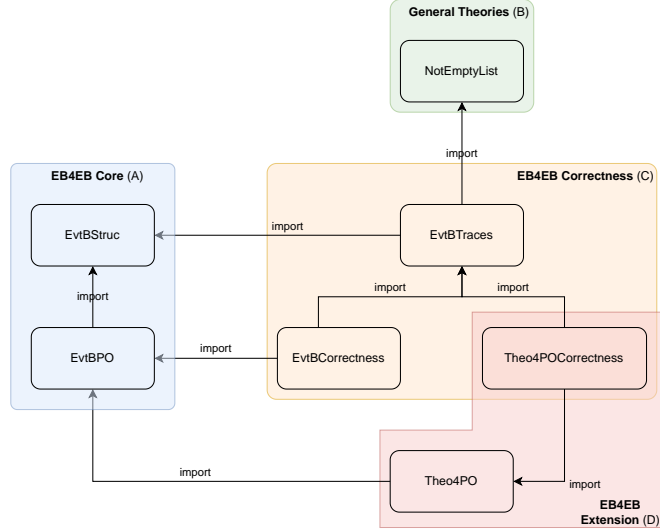 General Theories (B)
NotEmptyList
import
EB4EB Core (A)
EB4EB Correctness (C)
EvtBStruc
import
EvtBTraces
import
import
import
EvtBPO
import
EvtBCorrectness
Theo4POCorrectness
import
Theo4PO
import
EB4EB
Extension (D)